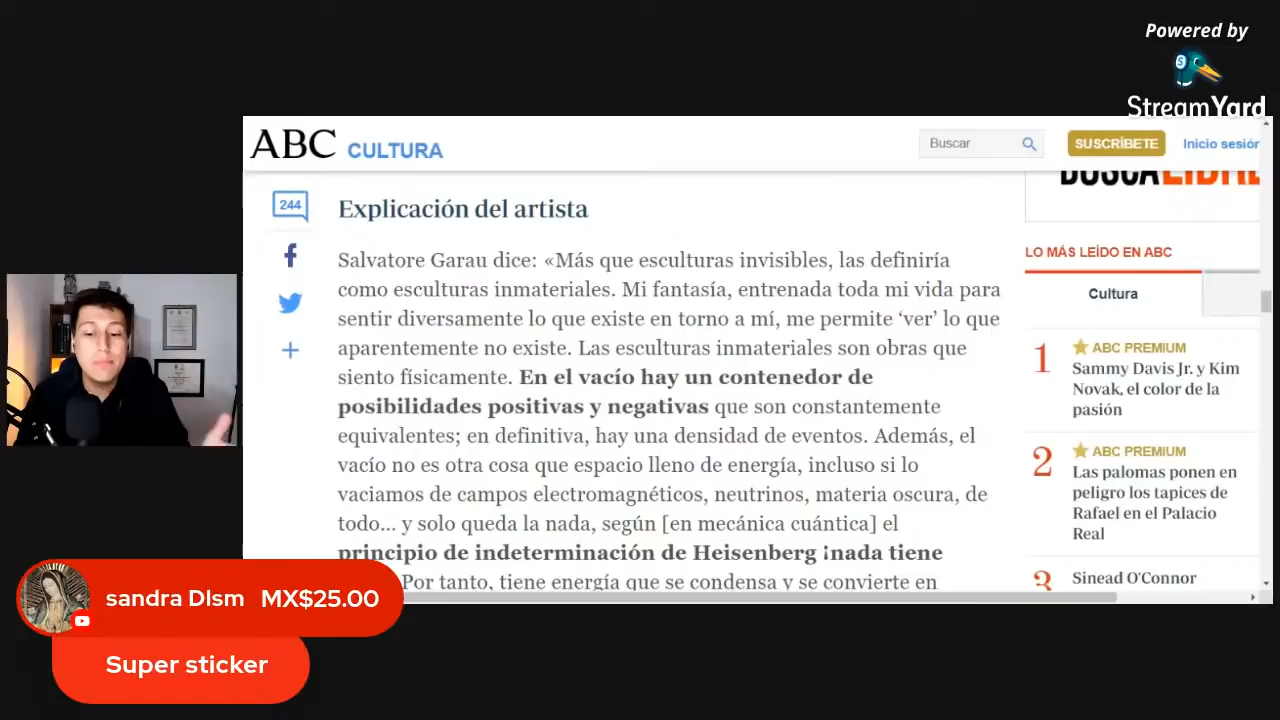 Powered by
StreamYard
ABC CULTURA
Buscar
SUSCRÍBETE
Inicio sesión
244
Explicación del artista
Salvatore Garau dice: «Más que esculturas invisibles, las definiría
como esculturas inmateriales. Mi fantasía, entrenada toda mi vida para
sentir diversamente lo que existe en torno a mí, me permite ‘ver’ lo que
aparentemente no existe. Las esculturas inmateriales son obras que
siento físicamente. En el vacío hay un contenedor de
posibilidades positivas y negativas que son constantemente
equivalentes; en definitiva, hay una densidad de eventos. Además, el
vacío no es otra cosa que espacio lleno de energía, incluso si lo
vaciamos de campos electromagnéticos, neutrinos, materia oscura, de
todo... y solo queda la nada, según [en mecánica cuántica] el
principio de indeterminación de Heisenberg ¡nada tiene
Por tanto, tiene energía que se condensa y se convierte en
BUSCALIBRE
LO MÁS LEÍDO EN ABC
Cultura
1
ABC PREMIUM
Sammy Davis Jr. y Kim
Novak, el color de la
pasión
2
ABC PREMIUM
Las palomas ponen en
peligro los tapices de
Rafael en el Palacio
Real
3
Sinead O'Connor
sandra Dlsm MX$25.00
Super sticker